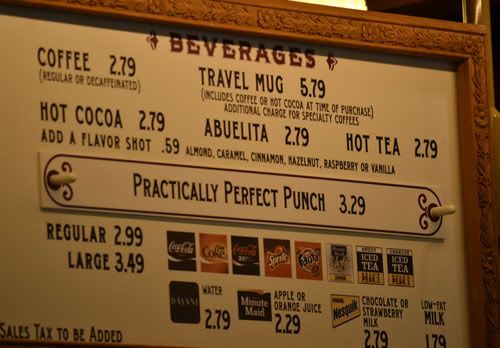 BEVERAGES
COFFEE 2.79
(REGULAR OR DECAFFEINATED)
TRAVEL MUG 5.79
(INCLUDES COFFEE OR HOT COCOA AT TIME OF PURCHASE)
ADDITIONAL CHARGE FOR SPECIALTY COFFEES
HOT COCOA 2.79
ABUELITA 2.79
HOT TEA 2.79
ADD A FLAVOR SHOT .59 ALMOND, CARAMEL, CINNAMON, HAZELNUT, RASPBERRY OR VANILLA
PRACTICALLY PERFECT PUNCH 3.29
REGULAR 2.99
LARGE 3.49
Coca-Cola
Coke
Coca-Cola
zero
Sprite
Fanta
ICED
TEA
ICED
TEA
DASANI
WATER
2.79
Minute
Maid
APPLE OR
ORANGE JUICE
2.29
Nesquik
CHOCOLATE OR
STRAWBERRY
MILK
2.79
LOW-FAT
MILK
1.79
SALES TAX TO BE ADDED